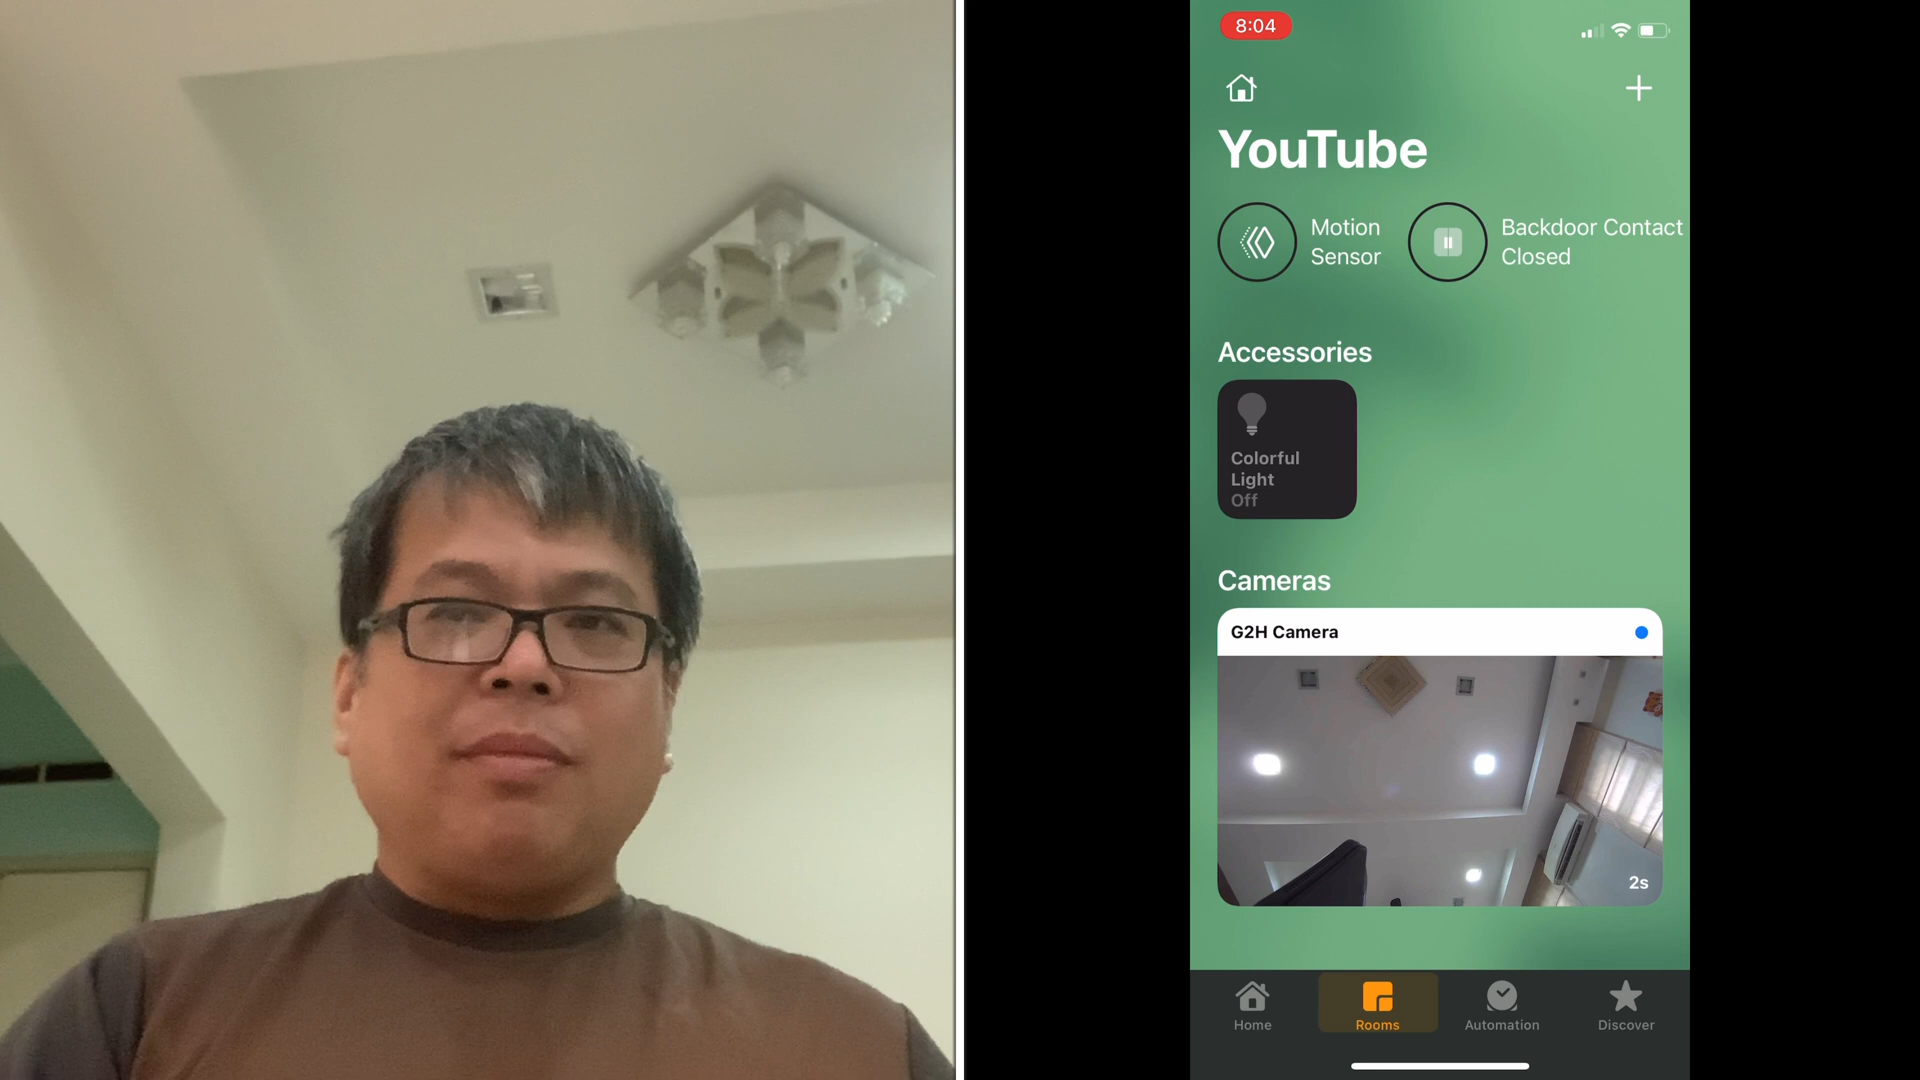 8:04
YouTube
Motion
Sensor
Backdoor Contact
Closed
Accessories
Colorful
Light
Off
Cameras
G2H Camera
2s
Home
Rooms
Automation
Discover